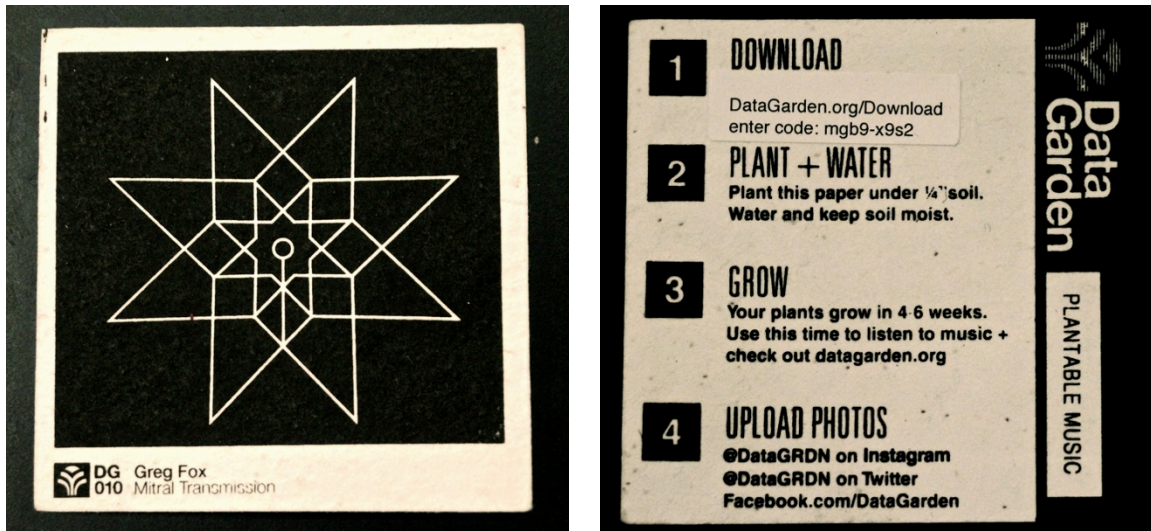 DG Greg Fox
010 Mitral Transmission
1 DOWNLOAD
DataGarden.org/Download
enter code: mgb9-x9s2
2 PLANT + WATER
Plant this paper under ¼" soil.
Water and keep soil moist.
3 GROW
Your plants grow in 4-6 weeks.
Use this time to listen to music +
check out datagarden.org
4 UPLOAD PHOTOS
@DataGRDN on Instagram
@DataGRDN on Twitter
Facebook.com/DataGarden
Data
Garden
PLANTABLE MUSIC